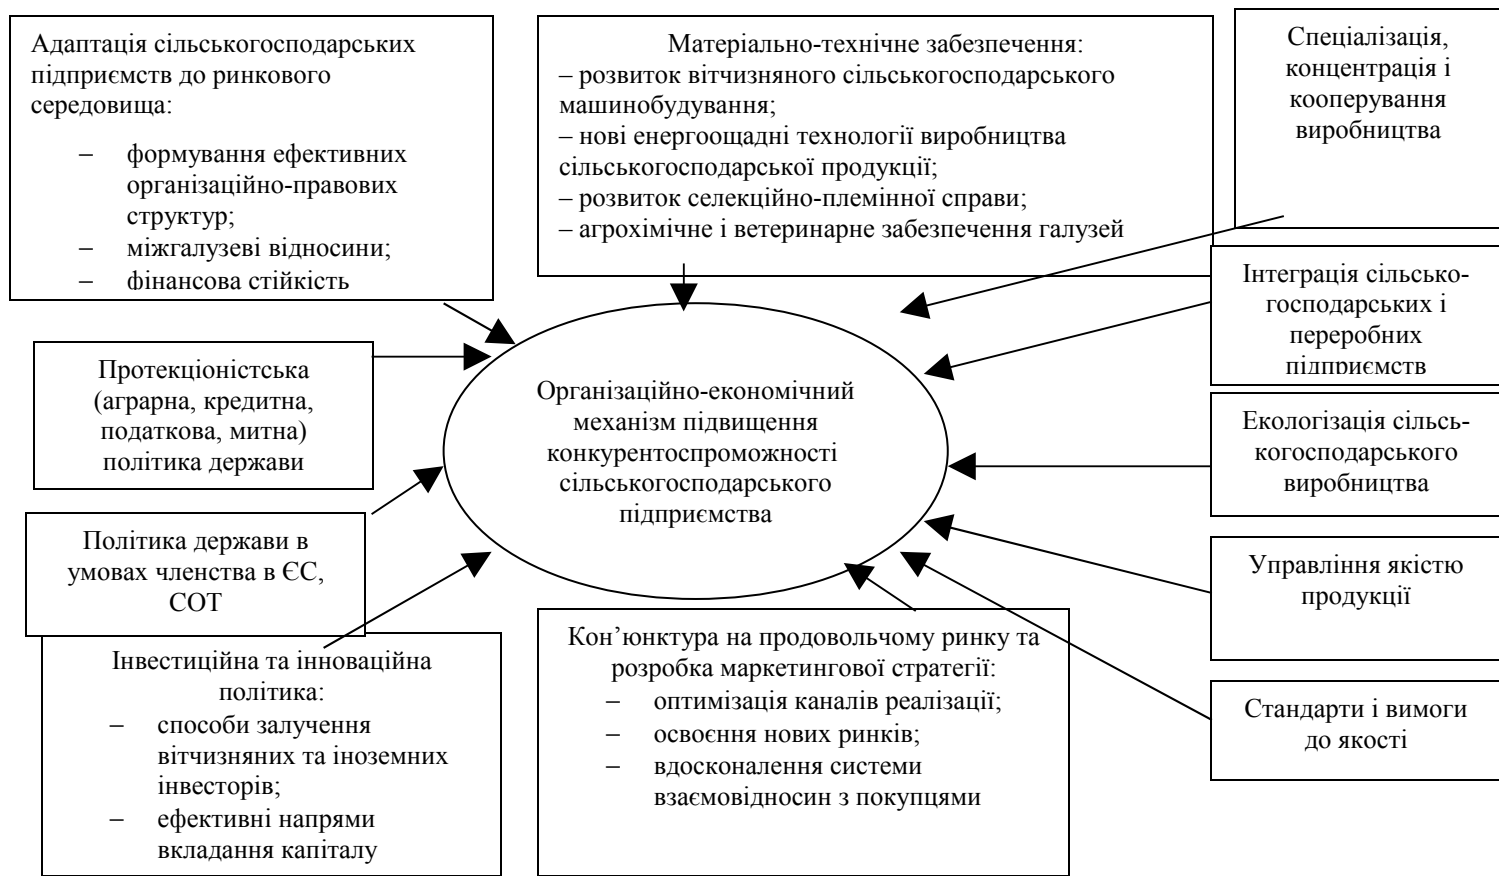 Адаптація сільськогосподарських
підприємств до ринкового
середовища:
– формування ефективних
організаційно-правових
структур;
– міжгалузеві відносини;
– фінансова стійкість
Матеріально-технічне забезпечення:
– розвиток вітчизняного сільськогосподарського
машинобудування;
– нові енергоощадні технології виробництва
сільськогосподарської продукції;
– розвиток селекційно-племінної справи;
– агрохімічне і ветеринарне забезпечення галузей
Спеціалізація,
концентрація і
кооперування
виробництва
Інтеграція сільсько-
господарських і
переробних
підприємств
Протекціоністська
(аграрна, кредитна,
податкова, митна)
політика держави
Організаційно-економічний
механізм підвищення
конкурентоспроможності
сільськогосподарського
підприємства
Екологізація сільсь-
когосподарського
виробництва
Політика держави в
умовах членства в ЄС,
СОТ
Управління якістю
продукції
Інвестиційна та інноваційна
політика:
– способи залучення
вітчизняних та іноземних
інвесторів;
– ефективні напрями
вкладання капіталу
Кон’юнктура на продовольчому ринку та
розробка маркетингової стратегії:
– оптимізація каналів реалізації;
– освоєння нових ринків;
– вдосконалення системи
взаємовідносин з покупцями
Стандарти і вимоги
до якості